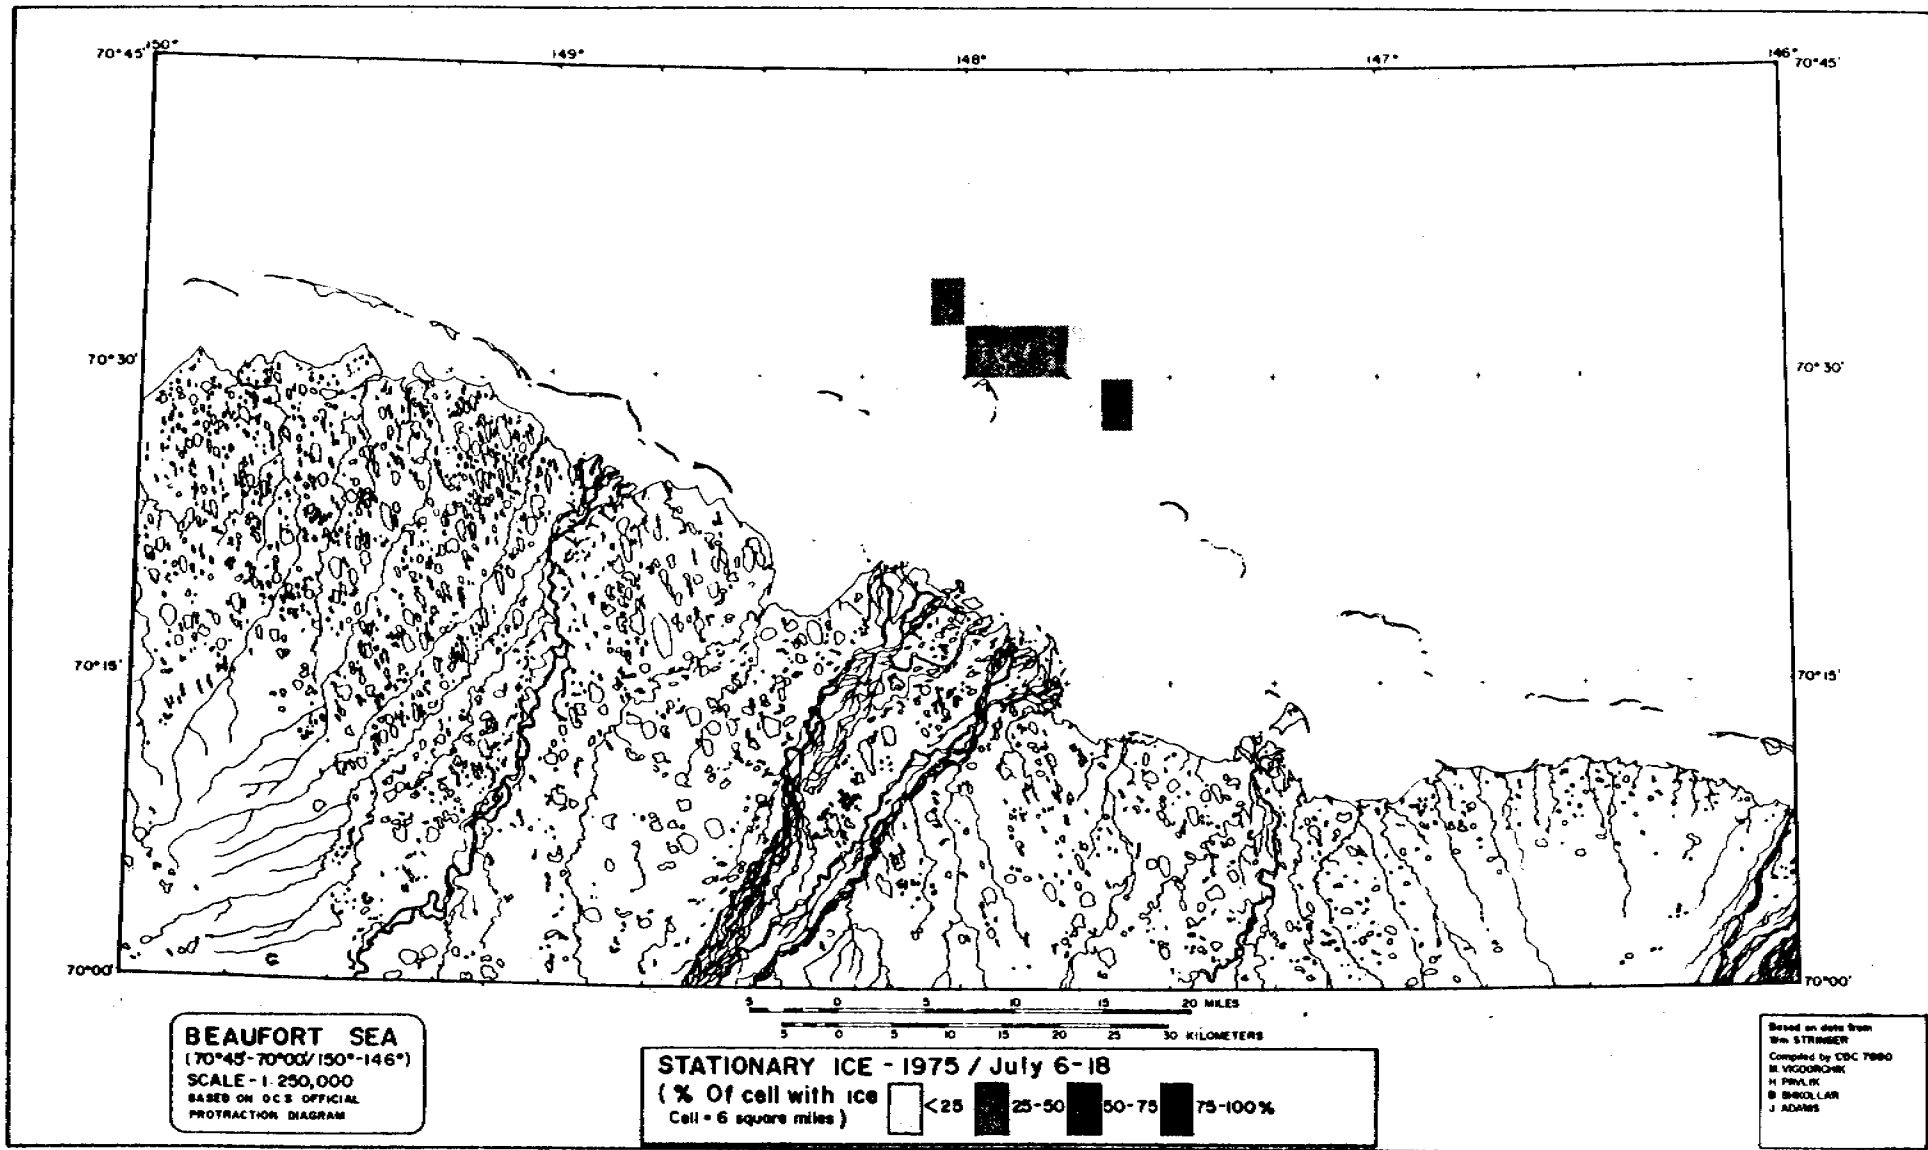 70°45' 150° 149° 148° 147° 146° 70°45'
70°30' 70°30'
70°15' 70°15'
70°00' 70°00'
5 0 5 10 15 20 MILES
5 0 5 10 15 20 25 30 KILOMETERS
BEAUFORT SEA
(70°45'-70°00'/150°-146°)
SCALE - 1:250,000
BASED ON OCS OFFICIAL
PROTRACTION DIAGRAM
STATIONARY ICE - 1975 / July 6-18
( % Of cell with ice
Cell = 6 square miles )
<25 25-50 50-75 75-100%
Based on data from
Wm STRINGER
Compiled by
H PAVLIK
J ADAMS